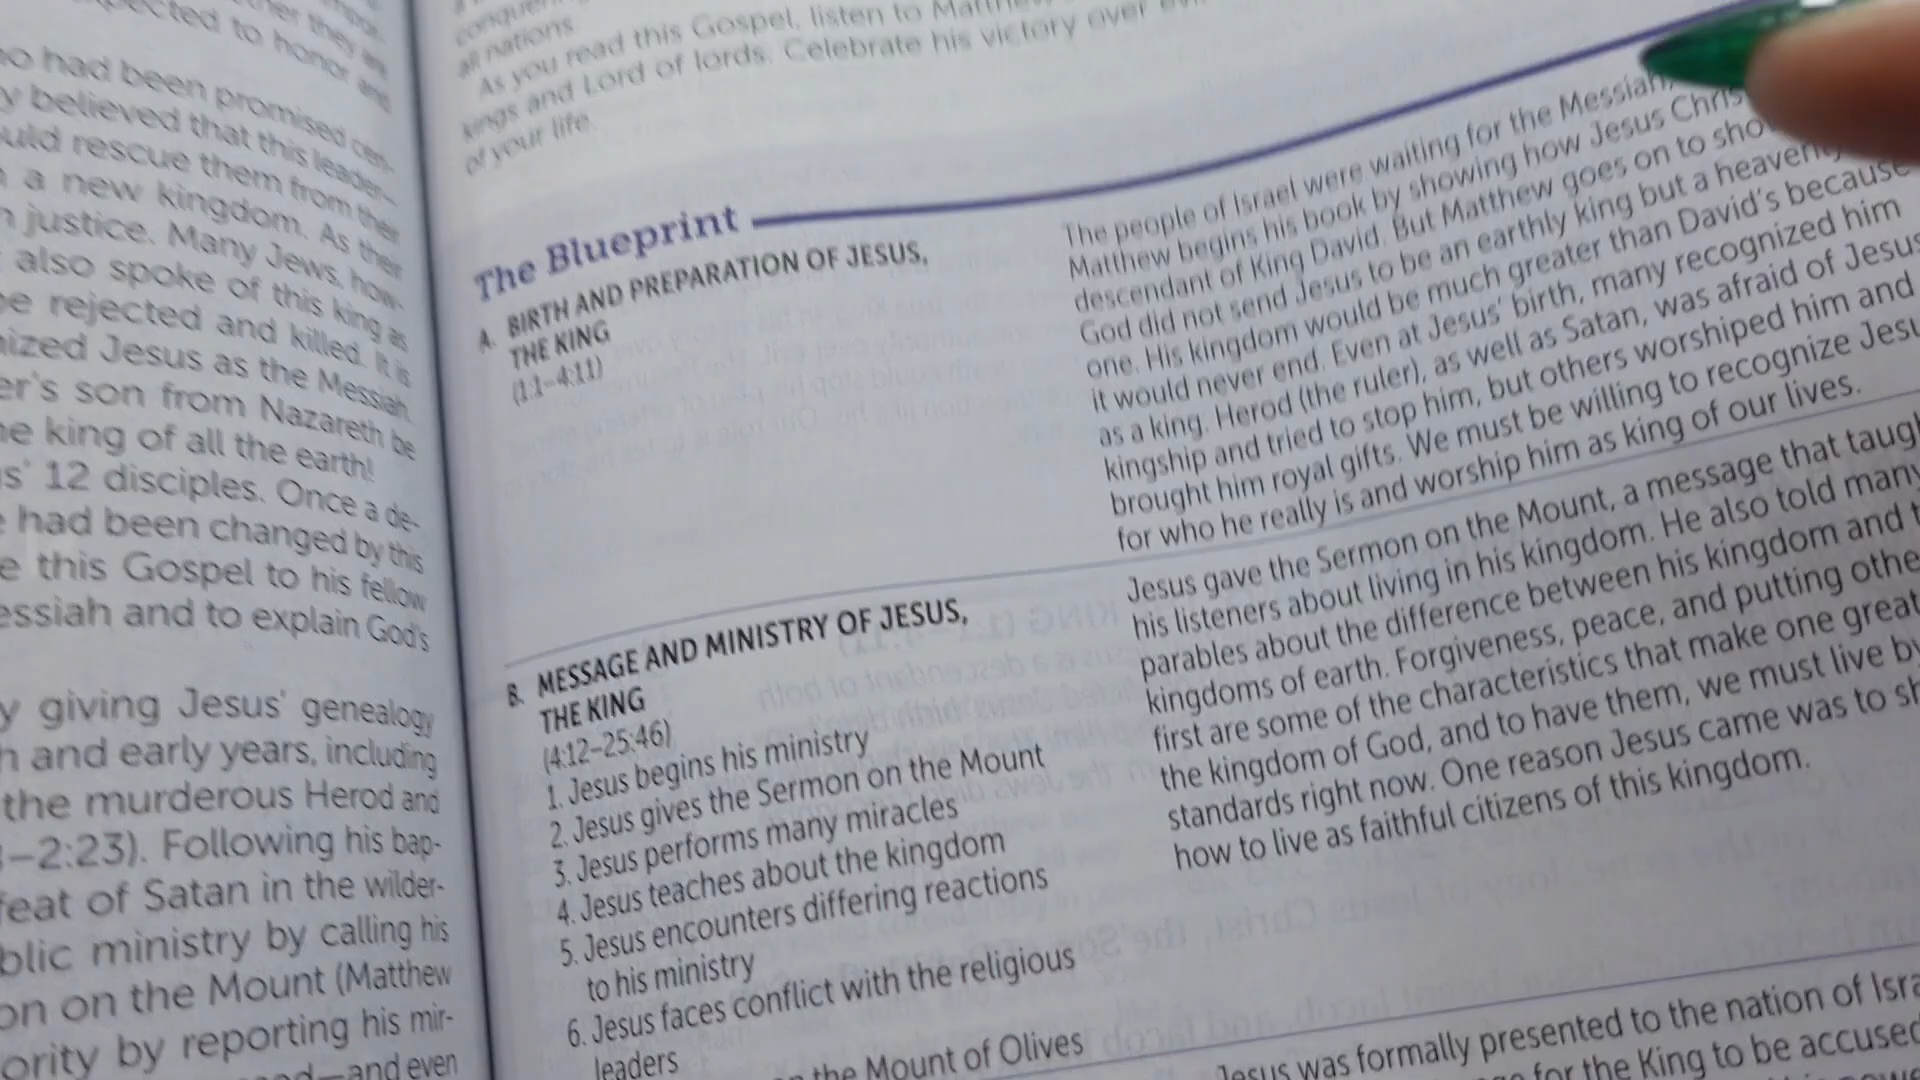 pected to honor and
ther they are
o had been promised cen-
y believed that this leader—
uld rescue them from their
a new kingdom. As their
justice. Many Jews, how-
also spoke of this king as
be rejected and killed. It is
ized Jesus as the Messiah.
er's son from Nazareth be
e king of all the earth!
s' 12 disciples. Once a de-
had been changed by this
e this Gospel to his fellow
essiah and to explain God's
y giving Jesus' genealogy
h and early years, including
the murderous Herod and
–2:23). Following his bap-
feat of Satan in the wilder-
blic ministry by calling his
on on the Mount (Matthew
ority by reporting his mir-
—and even
all nations.
As you read this Gospel, listen to
kings and Lord of lords. Celebrate his victory over
of your life.
The Blueprint
A. BIRTH AND PREPARATION OF JESUS,
THE KING
(1:1–4:11)
The people of Israel were waiting for the Messiah,
Matthew begins his book by showing how Jesus Chris
descendant of King David. But Matthew goes on to sho
God did not send Jesus to be an earthly king but a heavenly
one. His kingdom would be much greater than David's because
it would never end. Even at Jesus' birth, many recognized him
as a king. Herod (the ruler), as well as Satan, was afraid of Jesus
kingship and tried to stop him, but others worshiped him and
brought him royal gifts. We must be willing to recognize Jesu
for who he really is and worship him as king of our lives.
B. MESSAGE AND MINISTRY OF JESUS,
THE KING
(4:12–25:46)
1. Jesus begins his ministry
2. Jesus gives the Sermon on the Mount
3. Jesus performs many miracles
4. Jesus teaches about the kingdom
5. Jesus encounters differing reactions
to his ministry
6. Jesus faces conflict with the religious
leaders
the Mount of Olives
Jesus gave the Sermon on the Mount, a message that taugh
his listeners about living in his kingdom. He also told many
parables about the difference between his kingdom and t
kingdoms of earth. Forgiveness, peace, and putting othe
first are some of the characteristics that make one great
the kingdom of God, and to have them, we must live by
standards right now. One reason Jesus came was to sh
how to live as faithful citizens of this kingdom.
Jesus was formally presented to the nation of Isra
for the King to be accused